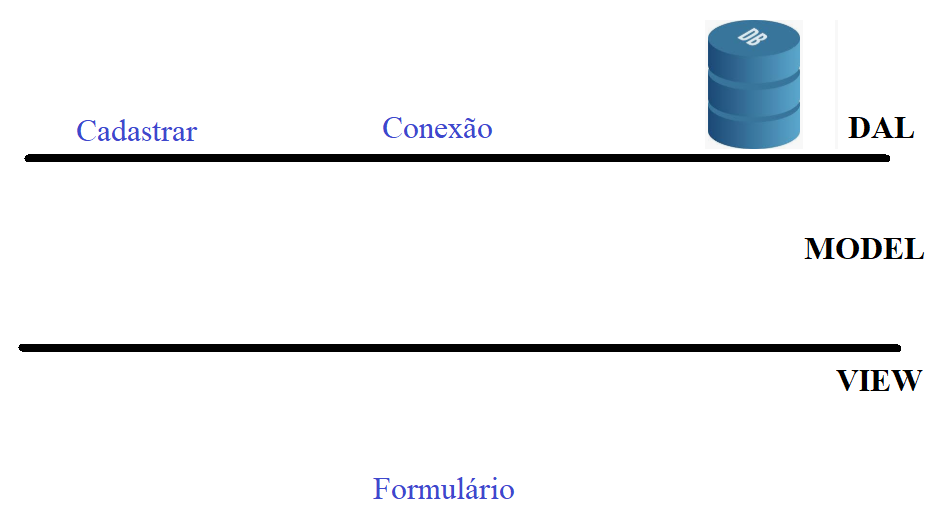 DB
Cadastrar Conexão DAL
MODEL
VIEW
Formulário